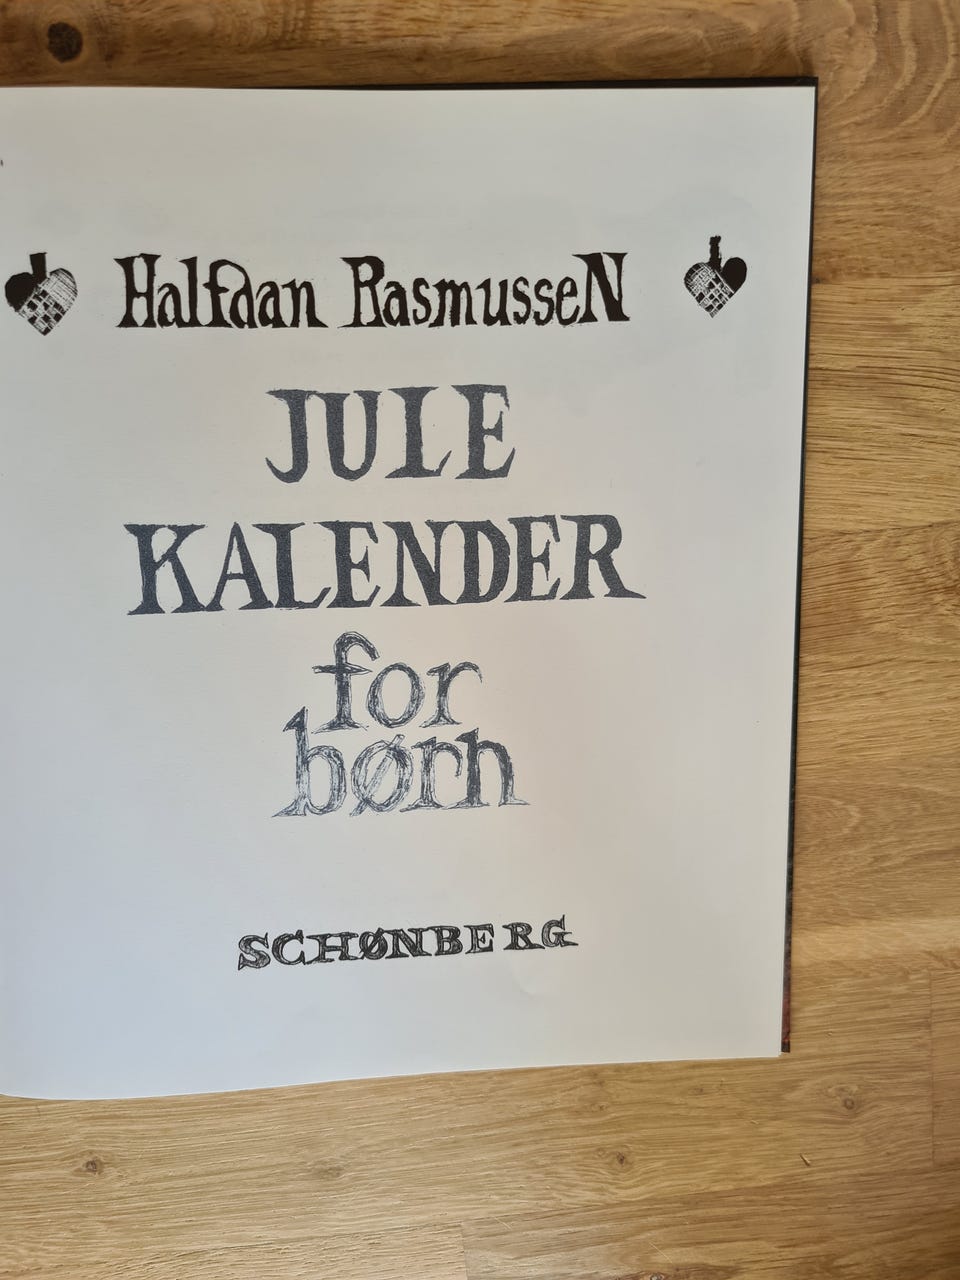 Halfdan RasmusseN
JULE
KALENDER
for
børn
SCHØNBERG